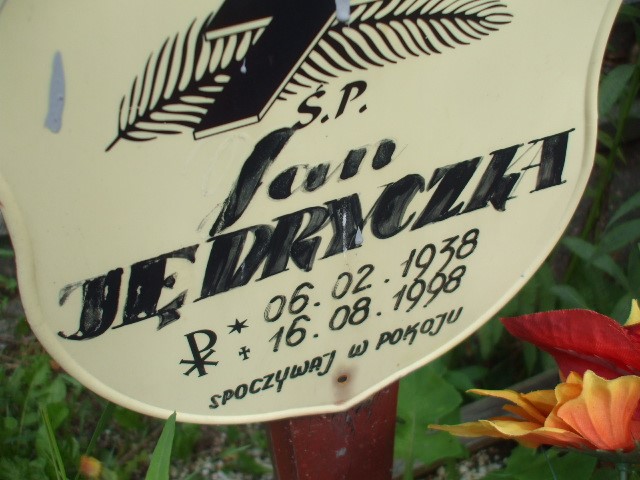 Ś.P.
Jan
JĘDRYCZKA
* 06.02.1938
+ 16.08.1998
SPOCZYWAJ W POKOJU